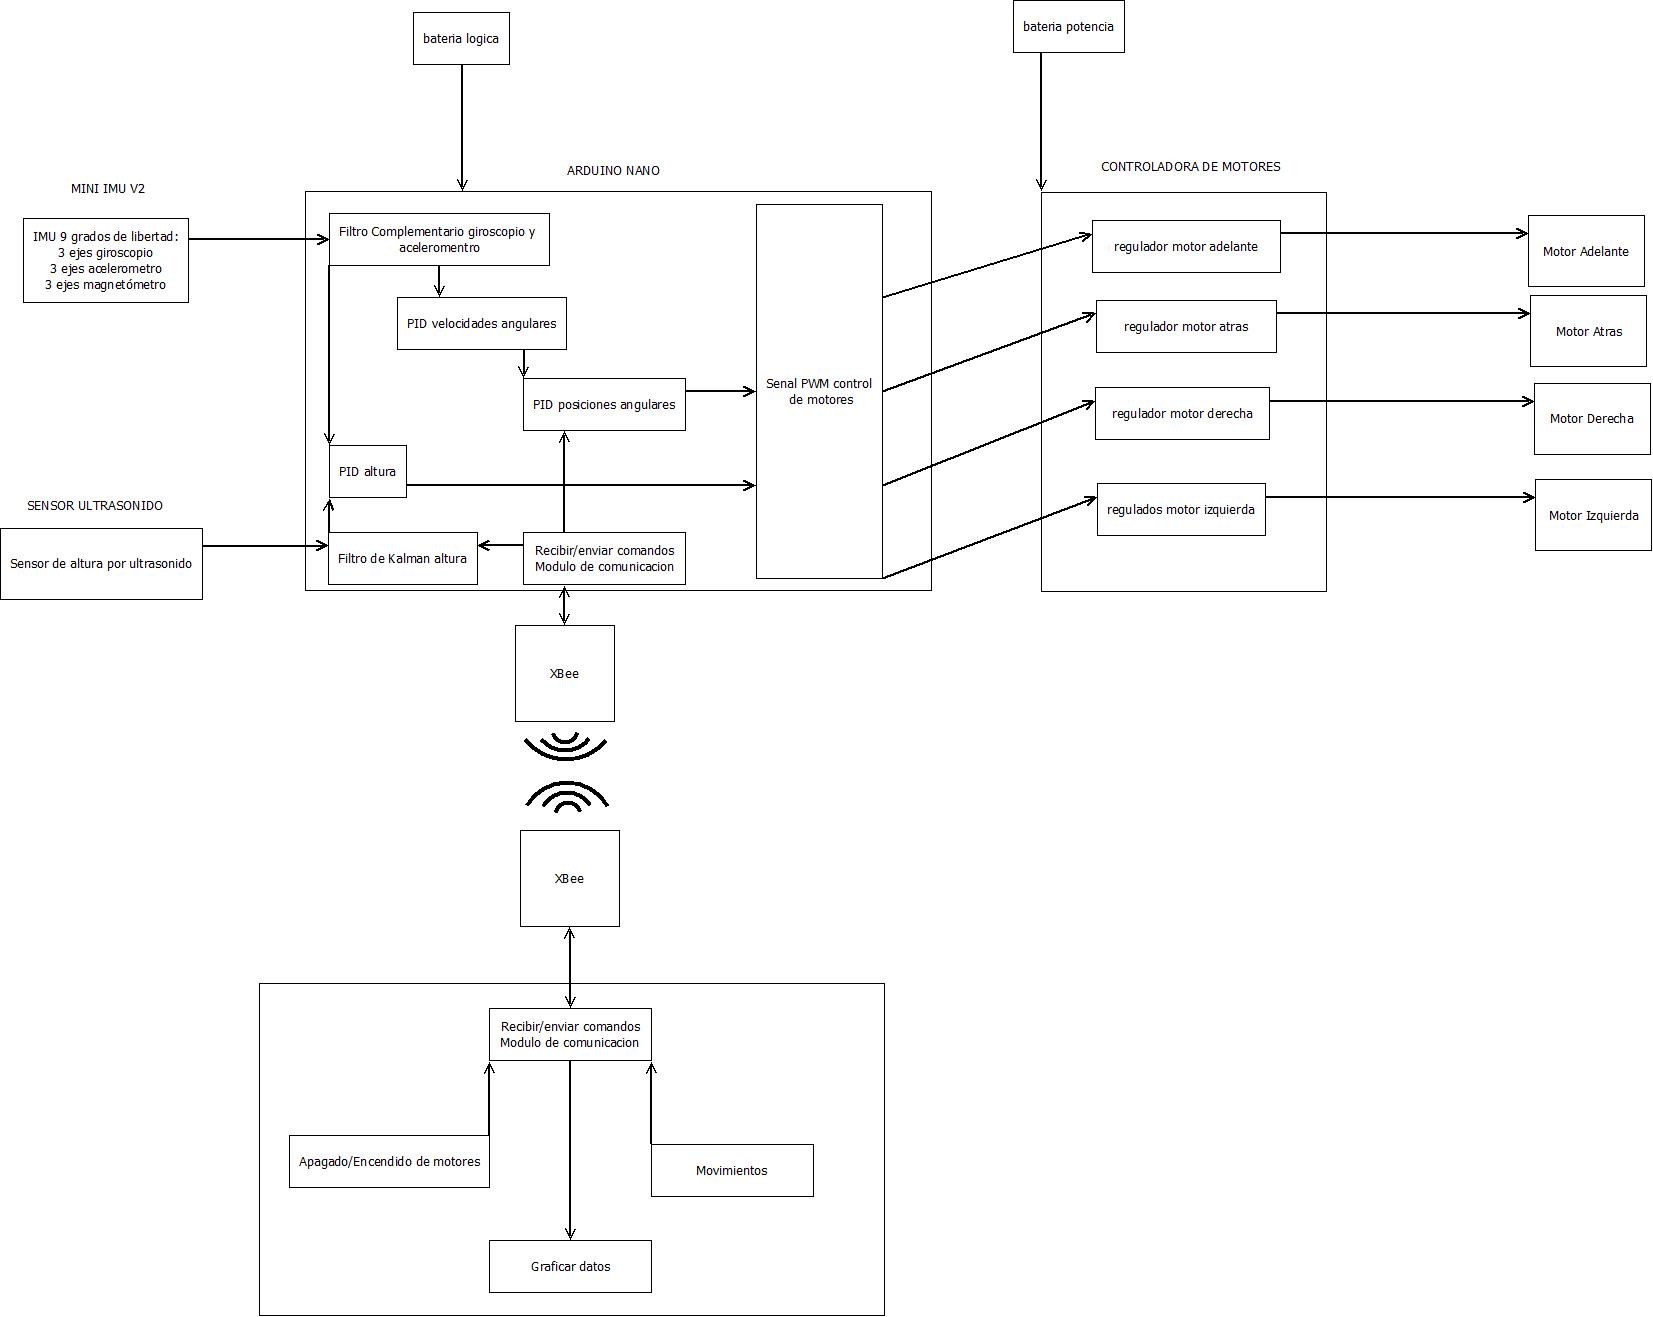 bateria logica
bateria potencia
ARDUINO NANO
CONTROLADORA DE MOTORES
MINI IMU V2
IMU 9 grados de libertad:
3 ejes giroscopio
3 ejes acelerometro
3 ejes magnetómetro
Filtro Complementario giroscopio y
aceleromentro
PID velocidades angulares
PID posiciones angulares
PID altura
Senal PWM control
de motores
regulador motor adelante
regulador motor atras
regulador motor derecha
regulados motor izquierda
Motor Adelante
Motor Atras
Motor Derecha
Motor Izquierda
SENSOR ULTRASONIDO
Sensor de altura por ultrasonido
Filtro de Kalman altura
Recibir/enviar comandos
Modulo de comunicacion
XBee
XBee
Recibir/enviar comandos
Modulo de comunicacion
Apagado/Encendido de motores
Movimientos
Graficar datos